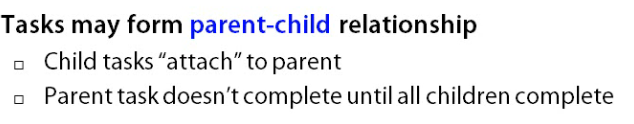 Tasks may form parent-child relationship
▫ Child tasks “attach” to parent
▫ Parent task doesn’t complete until all children complete